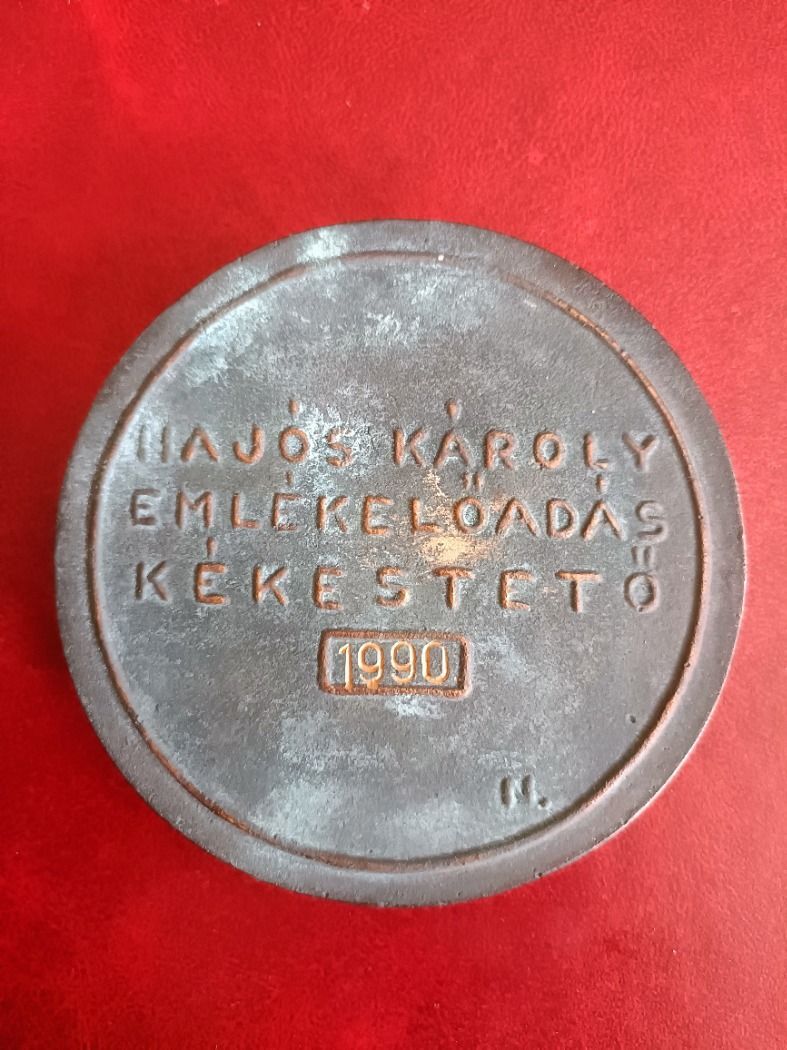 HAJÓS KÁROLY
EMLÉKELŐADÁS
KÉKESTETŐ
1990
N.